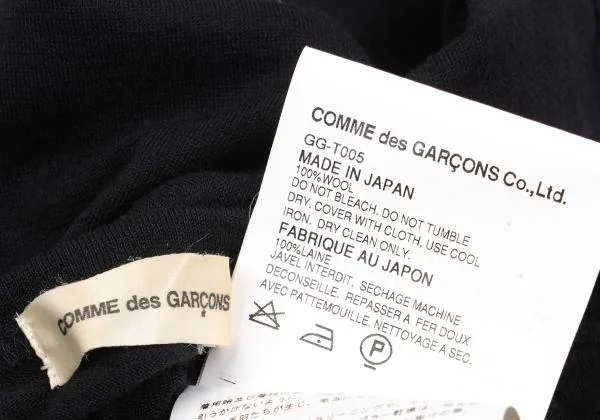 COMME des GARÇONS Co.,Ltd.
GG-T005
MADE IN JAPAN
100%WOOL
DO NOT BLEACH. DO NOT TUMBLE
DRY. COVER WITH CLOTH, USE COOL
IRON. DRY CLEAN ONLY.
FABRIQUE AU JAPON
100%LAINE
JAVEL INTERDIT. SECHAGE MACHINE
DECONSEILLE. REPASSER A FER DOUX
AVEC PATTEMOUILLE. NETTOYAGE A SEC.
P
COMME des GARÇONS